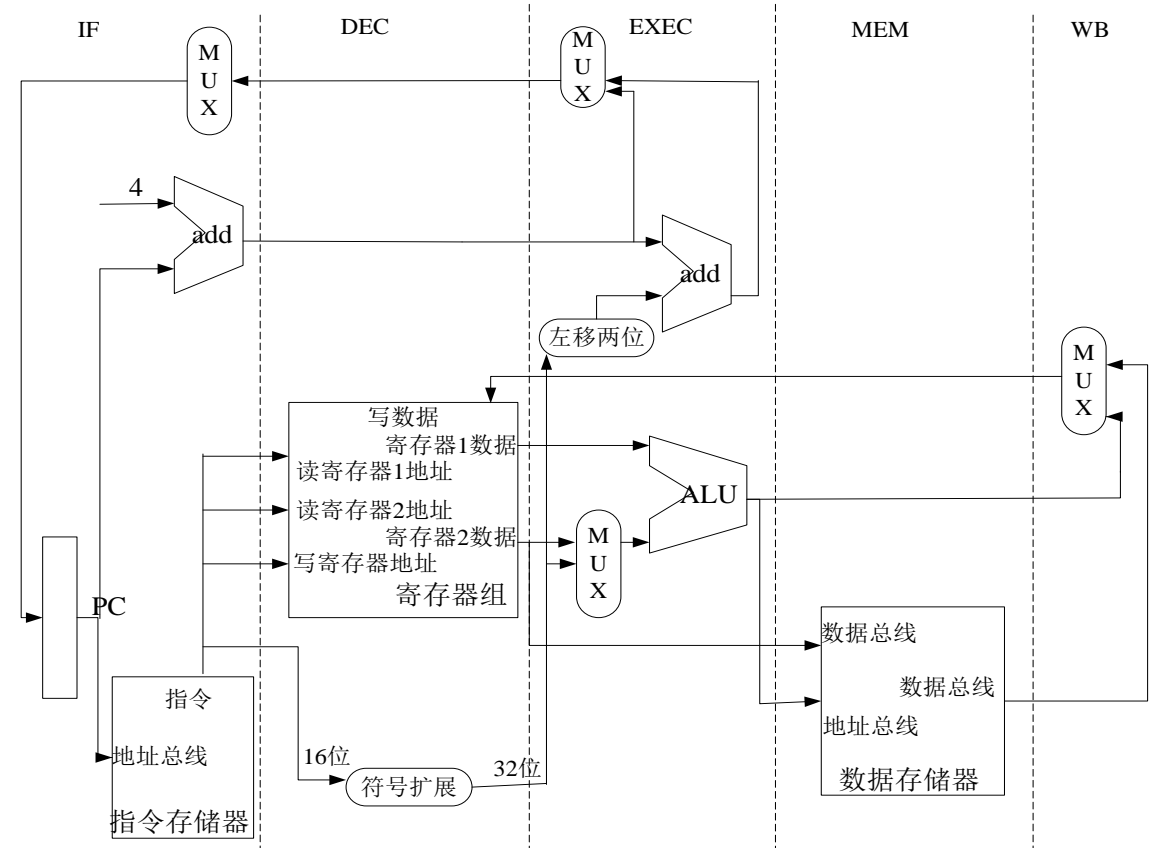 IF
DEC
EXEC
MEM
WB
M
U
X
M
U
X
4
add
add
左移两位
M
U
X
写数据
寄存器1数据
读寄存器1地址
读寄存器2地址
寄存器2数据
写寄存器地址
寄存器组
ALU
M
U
X
PC
指令
地址总线
指令存储器
16位
符号扩展
32位
数据总线
数据总线
地址总线
数据存储器